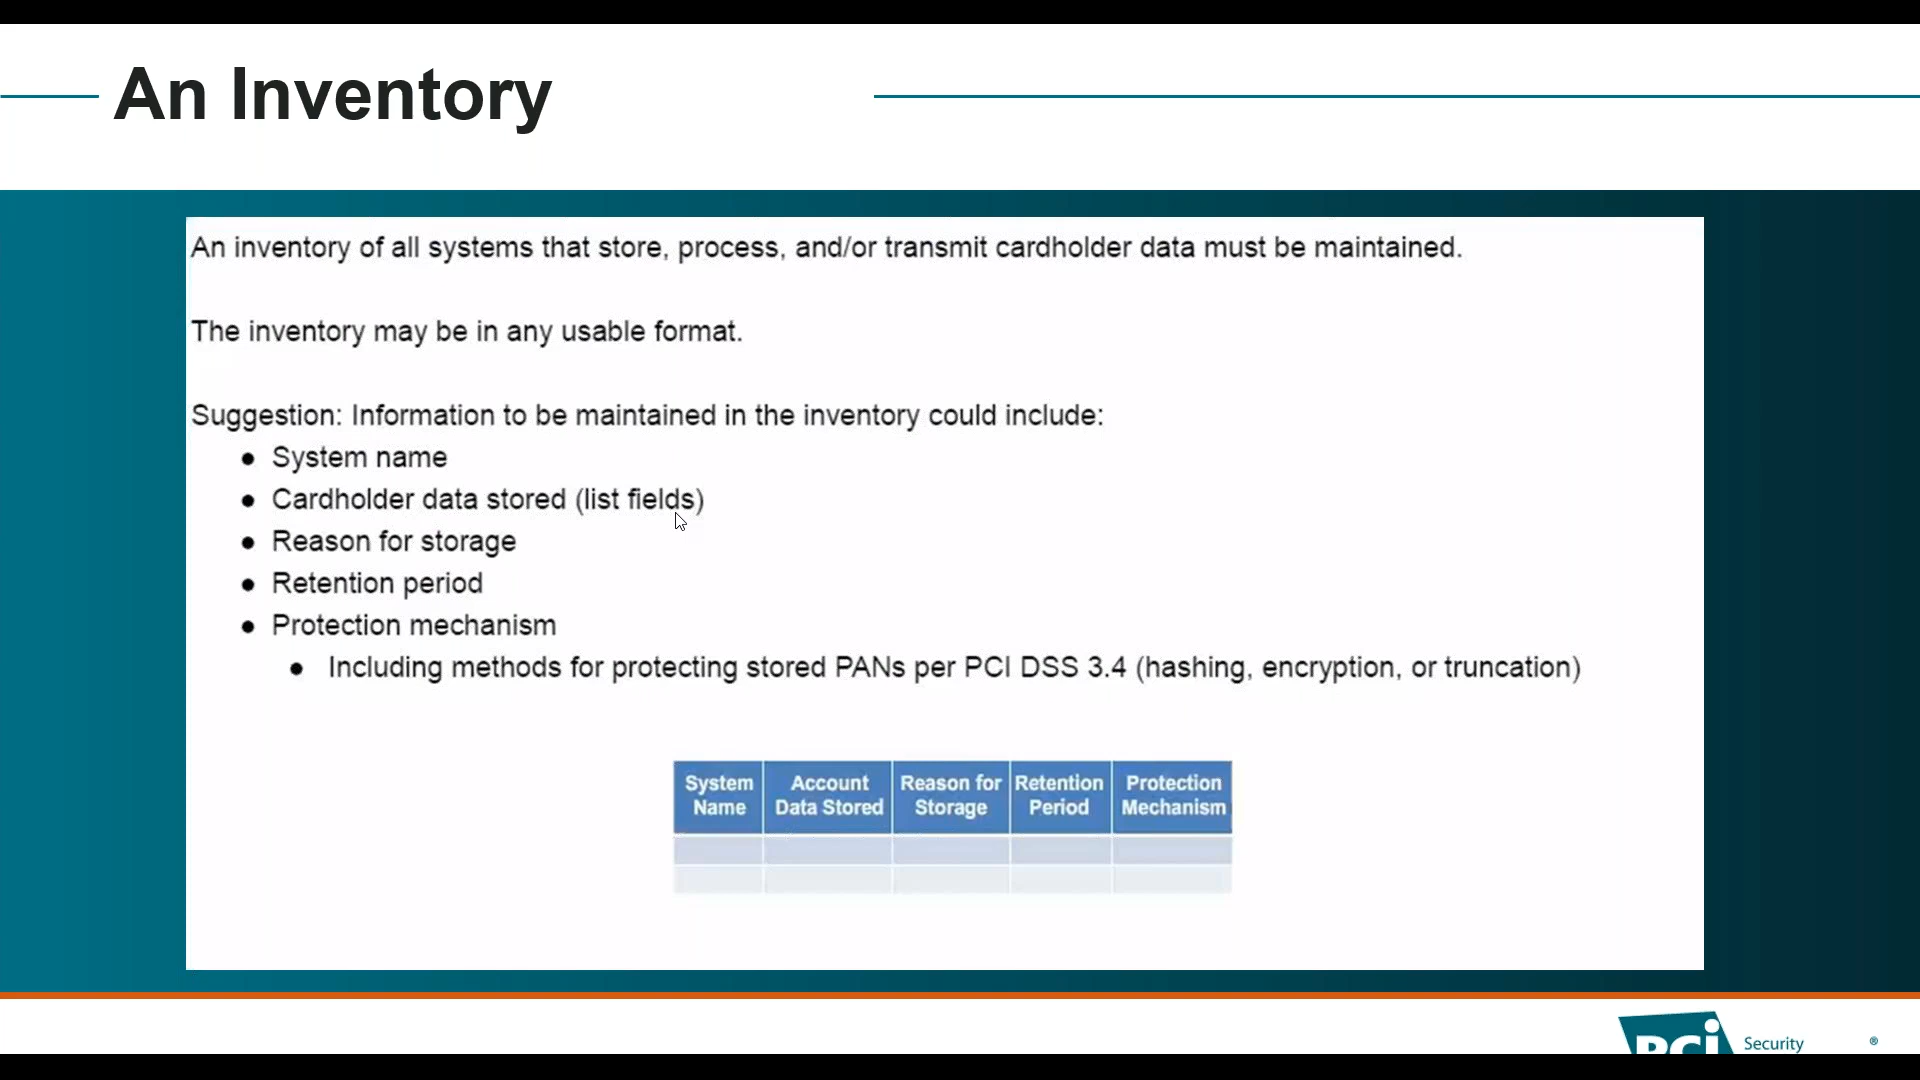 An Inventory
An inventory of all systems that store, process, and/or transmit cardholder data must be maintained.
The inventory may be in any usable format.
Suggestion: Information to be maintained in the inventory could include:
● System name
● Cardholder data stored (list fields)
● Reason for storage
● Retention period
● Protection mechanism
● Including methods for protecting stored PANs per PCI DSS 3.4 (hashing, encryption, or truncation)
System Name | Account Data Stored | Reason for Storage | Retention Period | Protection Mechanism
PCi Security ®